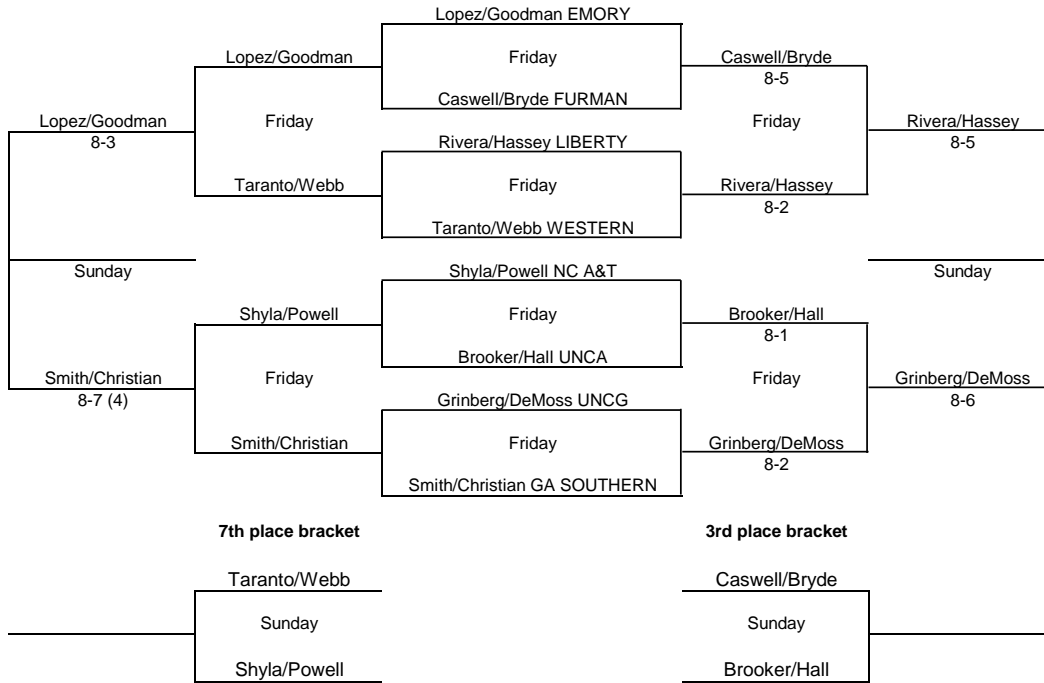 Lopez/Goodman EMORY
Lopez/Goodman Friday Caswell/Bryde
8-5
Caswell/Bryde FURMAN
Lopez/Goodman Friday Friday Rivera/Hassey
8-3 8-5
Rivera/Hassey LIBERTY
Taranto/Webb Friday Rivera/Hassey
8-2
Taranto/Webb WESTERN
Sunday Shyla/Powell NC A&T Sunday
Shyla/Powell Friday Brooker/Hall
8-1
Brooker/Hall UNCA
Smith/Christian Friday Friday Grinberg/DeMoss
8-7 (4) 8-6
Grinberg/DeMoss UNCG
Smith/Christian Friday Grinberg/DeMoss
8-2
Smith/Christian GA SOUTHERN
7th place bracket 3rd place bracket
Taranto/Webb Caswell/Bryde
Sunday Sunday
Shyla/Powell Brooker/Hall